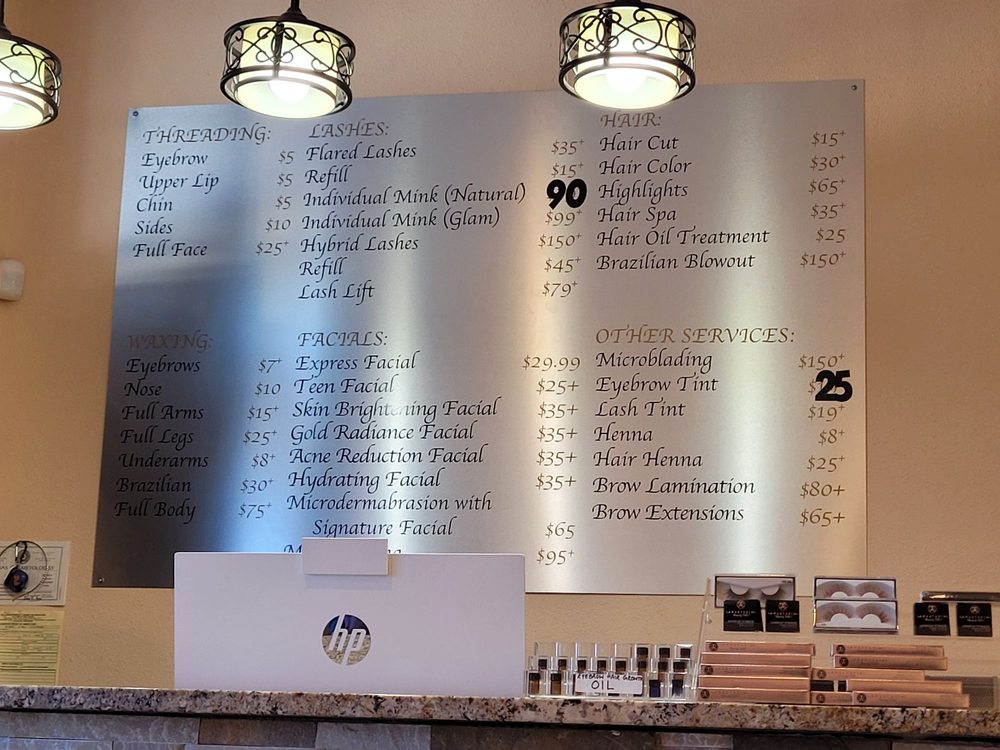 THREADING:
Eyebrow $5
Upper Lip $5
Chin $5
Sides $10
Full Face $25+
LASHES:
Flared Lashes $35+
Refill $15+
Individual Mink (Natural) 90
Individual Mink (Glam) $99+
Hybrid Lashes $150+
Refill $45+
Lash Lift $79+
HAIR:
Hair Cut $15+
Hair Color $30+
Highlights $65+
Hair Spa $35+
Hair Oil Treatment $25
Brazilian Blowout $150+
WAXING:
Eyebrows $7+
Nose $10
Full Arms $15+
Full Legs $25+
Underarms $8+
Brazilian $30+
Full Body $75+
FACIALS:
Express Facial $29.99
Teen Facial $25+
Skin Brightening Facial $35+
Gold Radiance Facial $35+
Acne Reduction Facial $35+
Hydrating Facial $35+
Microdermabrasion with
Signature Facial $65
$95+
OTHER SERVICES:
Microblading $150+
Eyebrow Tint 25
Lash Tint $19+
Henna $8+
Hair Henna $25+
Brow Lamination $80+
Brow Extensions $65+
hp
EYEBROW HAIR GROWTH
OIL